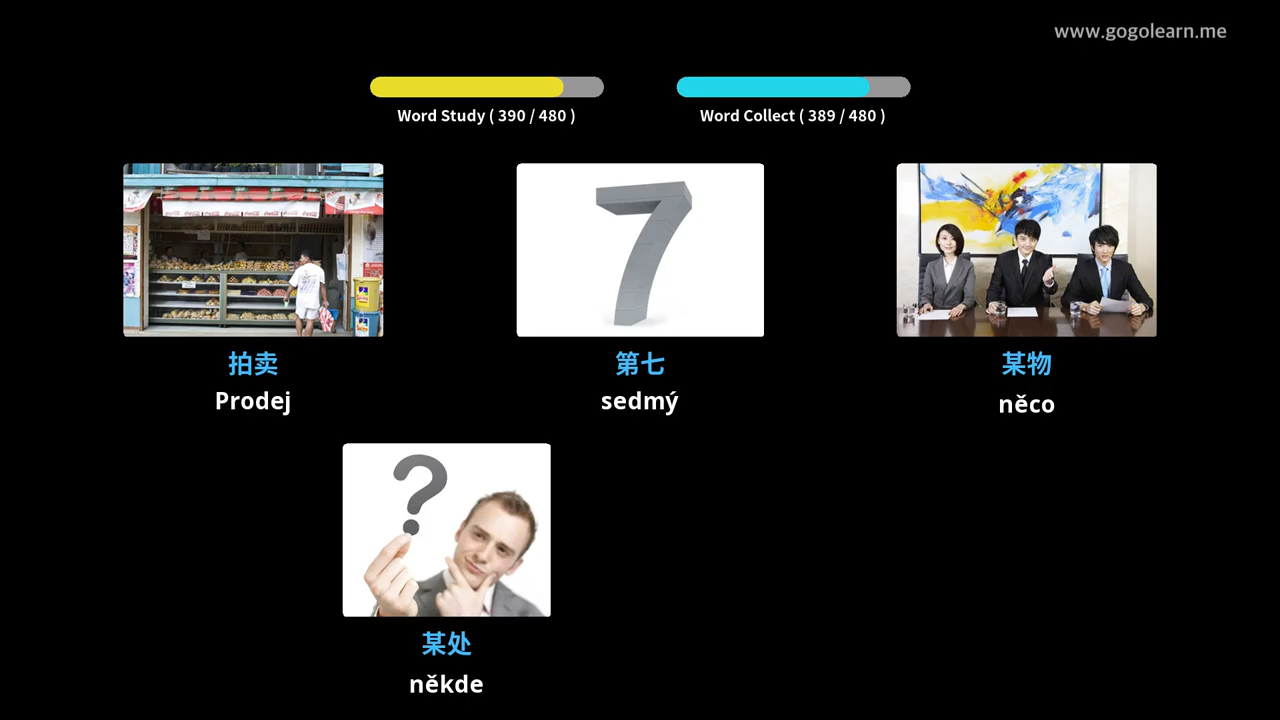 www.gogolearn.me
Word Study ( 390 / 480 )
Word Collect ( 389 / 480 )
拍卖
Prodej
第七
sedmý
某物
něco
某处
někde